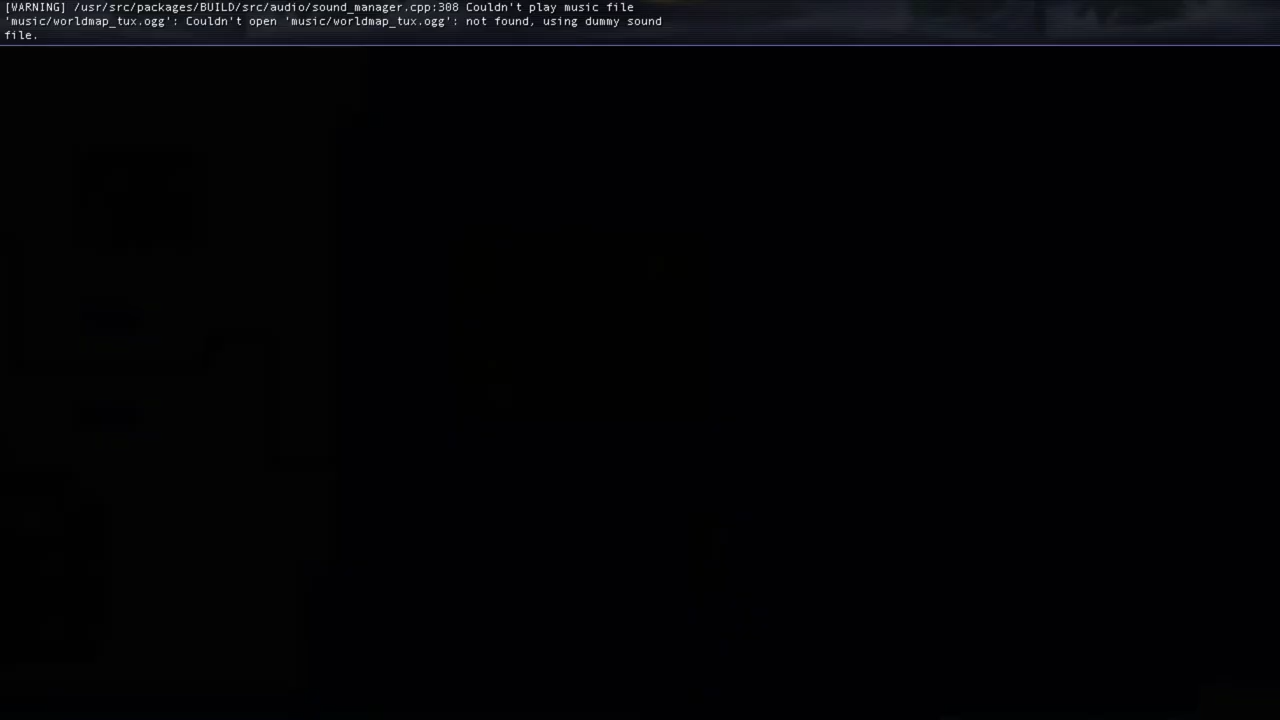 [WARNING] /usr/src/packages/BUILD/src/audio/sound_manager.cpp:308 Couldn't play music file
'music/worldmap_tux.ogg': Couldn't open 'music/worldmap_tux.ogg': not found, using dummy sound
file.